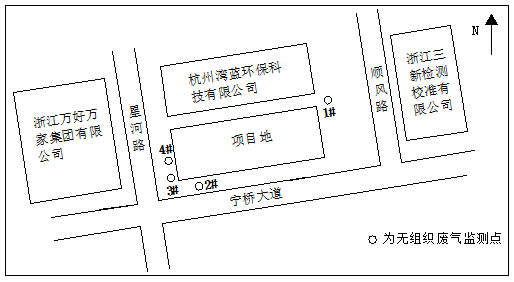 N
浙江三
新检测
校准有
限公司
顺风路
杭州湾蓝环保科
技有限公司
星河路
浙江万好万
家集团有限
公司
项目地
1#
4#
3#
2#
宁桥大道
为无组织废气监测点